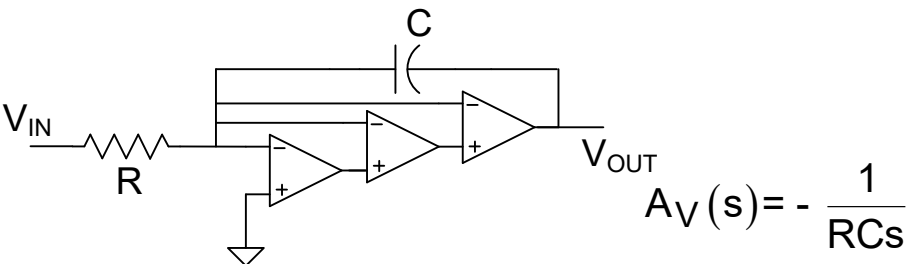 C
V_IN
R
V_OUT
- + - + - +
A_V(s) = - 1/RCs